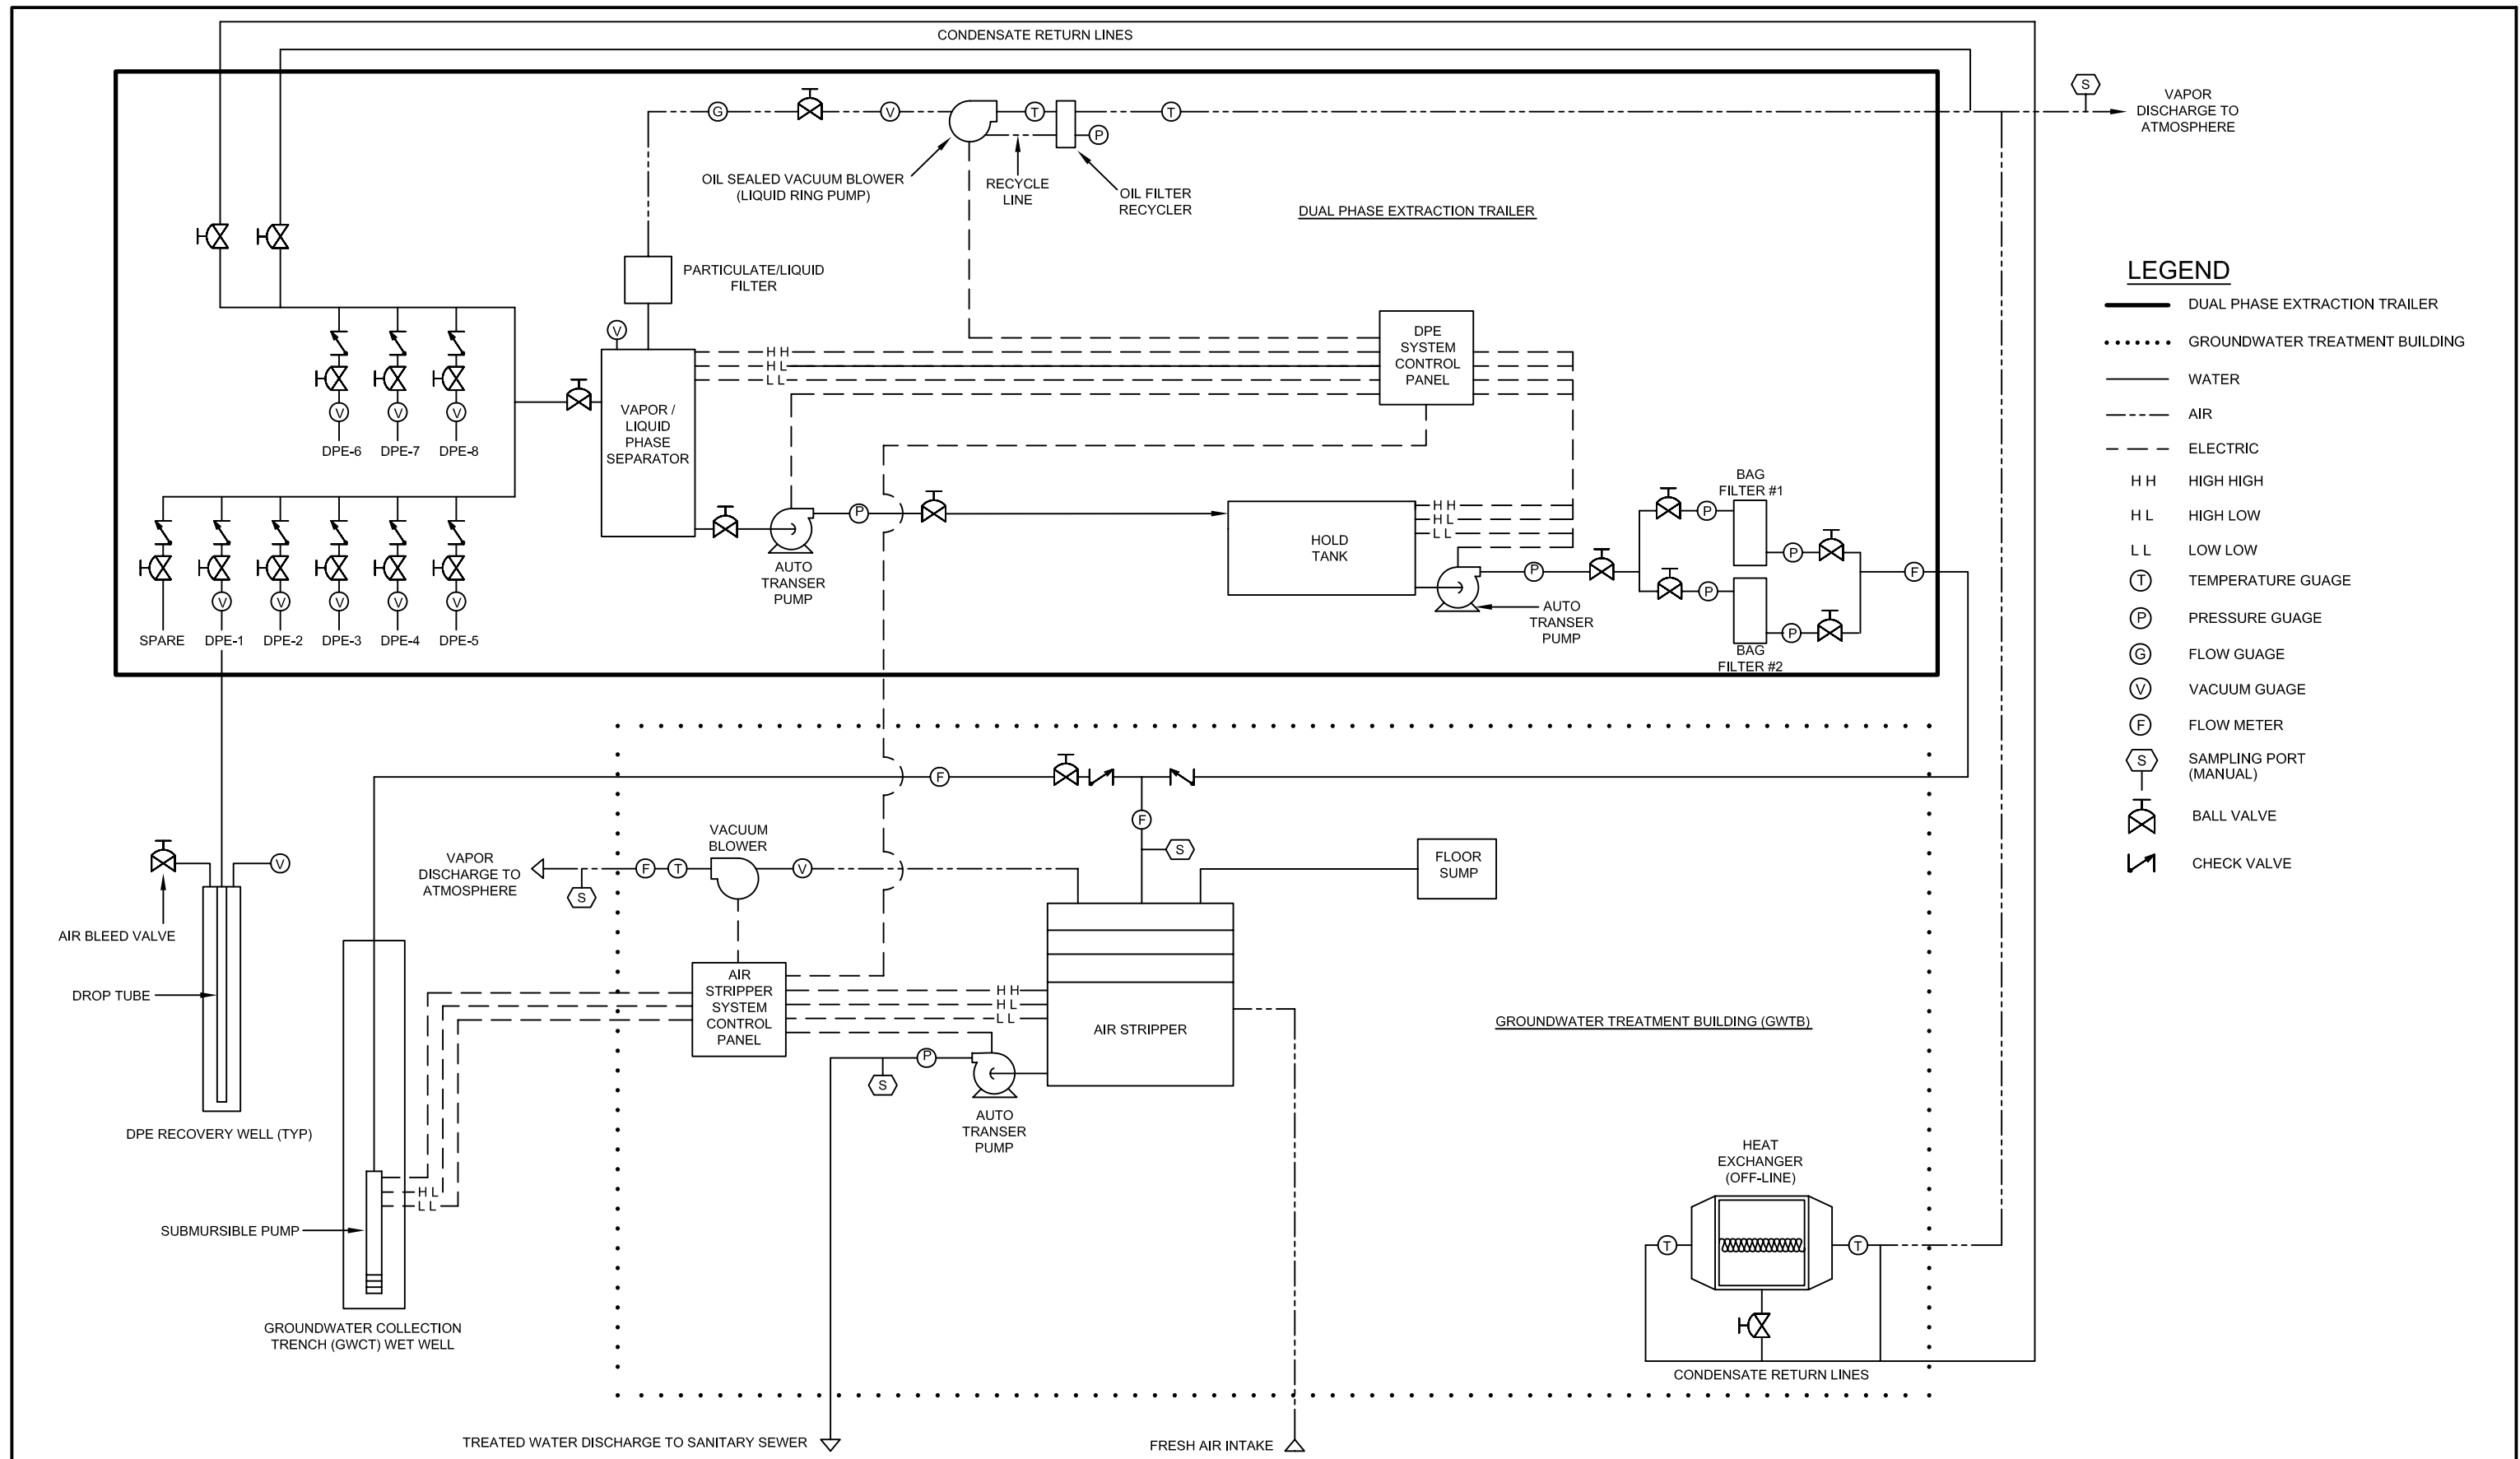 CONDENSATE RETURN LINES
S
VAPOR
DISCHARGE TO
ATMOSPHERE
G
V
T
T
P
OIL SEALED VACUUM BLOWER
(LIQUID RING PUMP)
RECYCLE
LINE
OIL FILTER
RECYCLER
DUAL PHASE EXTRACTION TRAILER
PARTICULATE/LIQUID
FILTER
V
H H
H L
L L
DPE
SYSTEM
CONTROL
PANEL
VAPOR /
LIQUID
PHASE
SEPARATOR
V
V
V
DPE-6
DPE-7
DPE-8
P
AUTO
TRANSER
PUMP
HOLD
TANK
H H
H L
L L
P
AUTO
TRANSER
PUMP
BAG
FILTER #1
P
P
P
P
BAG
FILTER #2
F
V
V
V
V
V
SPARE
DPE-1
DPE-2
DPE-3
DPE-4
DPE-5
LEGEND
DUAL PHASE EXTRACTION TRAILER
GROUNDWATER TREATMENT BUILDING
WATER
AIR
ELECTRIC
H H HIGH HIGH
H L HIGH LOW
L L LOW LOW
T TEMPERATURE GUAGE
P PRESSURE GUAGE
G FLOW GUAGE
V VACUUM GUAGE
F FLOW METER
S SAMPLING PORT
(MANUAL)
BALL VALVE
CHECK VALVE
F
F
S
VACUUM
BLOWER
VAPOR
DISCHARGE TO
ATMOSPHERE
S
F
T
V
FLOOR
SUMP
V
AIR BLEED VALVE
DROP TUBE
DPE RECOVERY WELL (TYP)
AIR
STRIPPER
SYSTEM
CONTROL
PANEL
H H
H L
L L
AIR STRIPPER
GROUNDWATER TREATMENT BUILDING (GWTB)
P
S
AUTO
TRANSER
PUMP
H L
L L
SUBMURSIBLE PUMP
GROUNDWATER COLLECTION
TRENCH (GWCT) WET WELL
HEAT
EXCHANGER
(OFF-LINE)
T
T
CONDENSATE RETURN LINES
TREATED WATER DISCHARGE TO SANITARY SEWER
FRESH AIR INTAKE